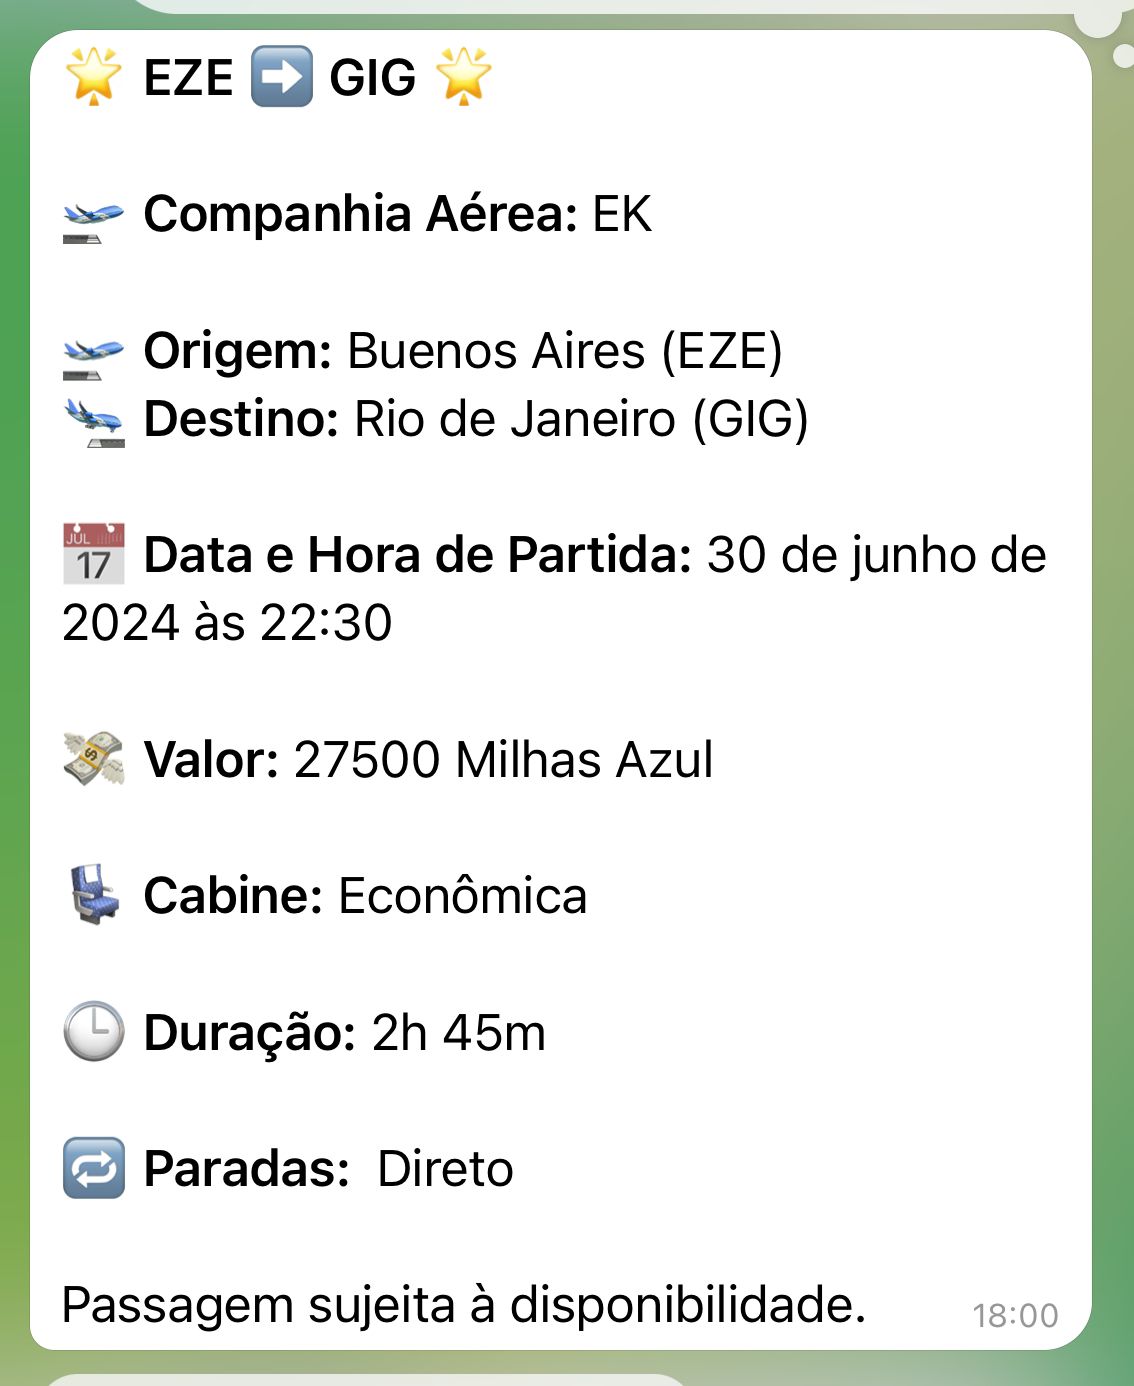 🌟 EZE ➡️ GIG 🌟
🛫 Companhia Aérea: EK
🛫 Origem: Buenos Aires (EZE)
🛬 Destino: Rio de Janeiro (GIG)
📅 Data e Hora de Partida: 30 de junho de
2024 às 22:30
💸 Valor: 27500 Milhas Azul
💺 Cabine: Econômica
🕒 Duração: 2h 45m
🔁 Paradas:  Direto
Passagem sujeita à disponibilidade.
18:00